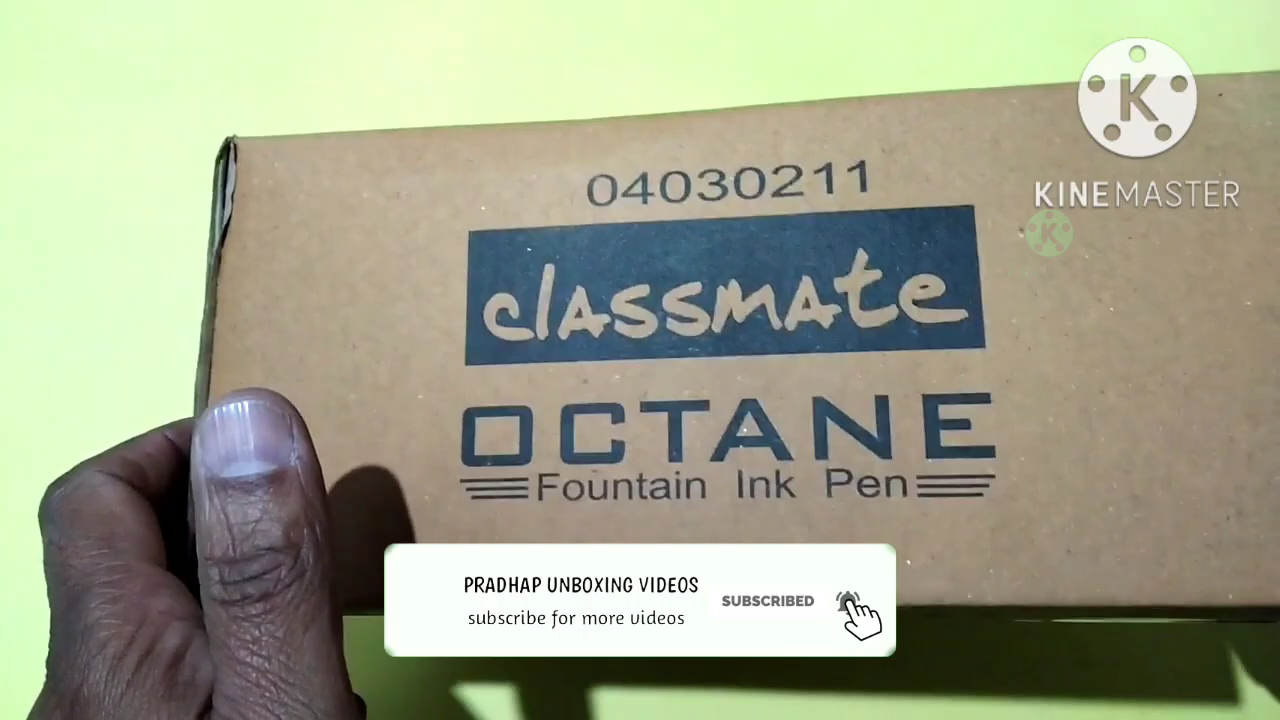 04030211
classmate
OCTANE
Fountain Ink Pen
K
KINEMASTER
K
PRADHAP UNBOXING VIDEOS
subscribe for more videos
SUBSCRIBED